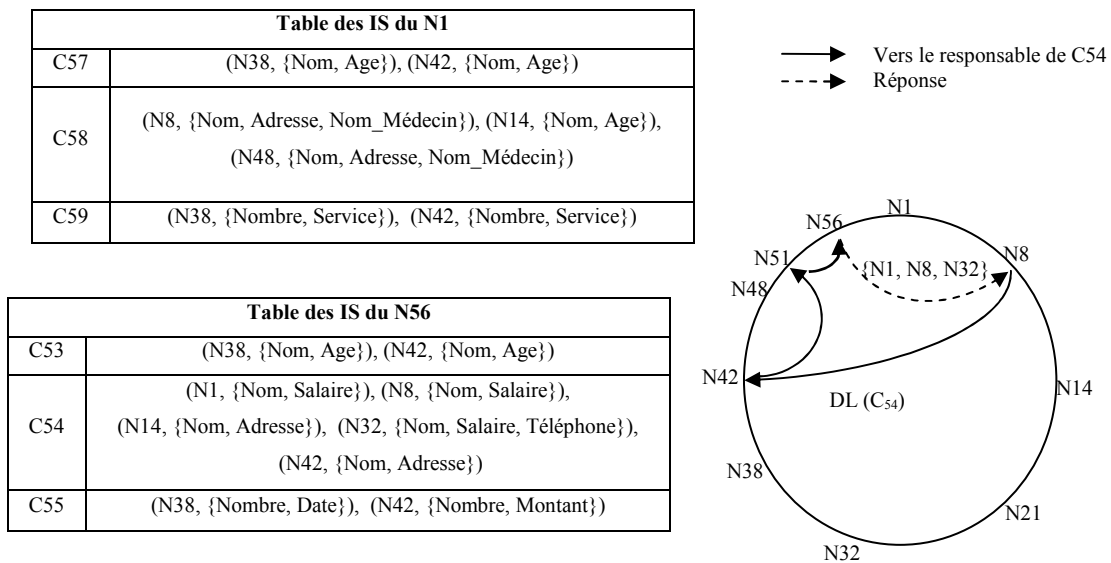 Table des IS du N1
C57 (N38, {Nom, Age}), (N42, {Nom, Age})
C58 (N8, {Nom, Adresse, Nom_Médecin}), (N14, {Nom, Age}),
(N48, {Nom, Adresse, Nom_Médecin})
C59 (N38, {Nombre, Service}), (N42, {Nombre, Service})
Vers le responsable de C54
Réponse
Table des IS du N56
C53 (N38, {Nom, Age}), (N42, {Nom, Age})
C54 (N1, {Nom, Salaire}), (N8, {Nom, Salaire}),
(N14, {Nom, Adresse}), (N32, {Nom, Salaire, Téléphone}),
(N42, {Nom, Adresse})
C55 (N38, {Nombre, Date}), (N42, {Nombre, Montant})
N1
N56
N51
N8
{N1, N8, N32}
N48
N42
N14
DL (C54)
N38
N21
N32